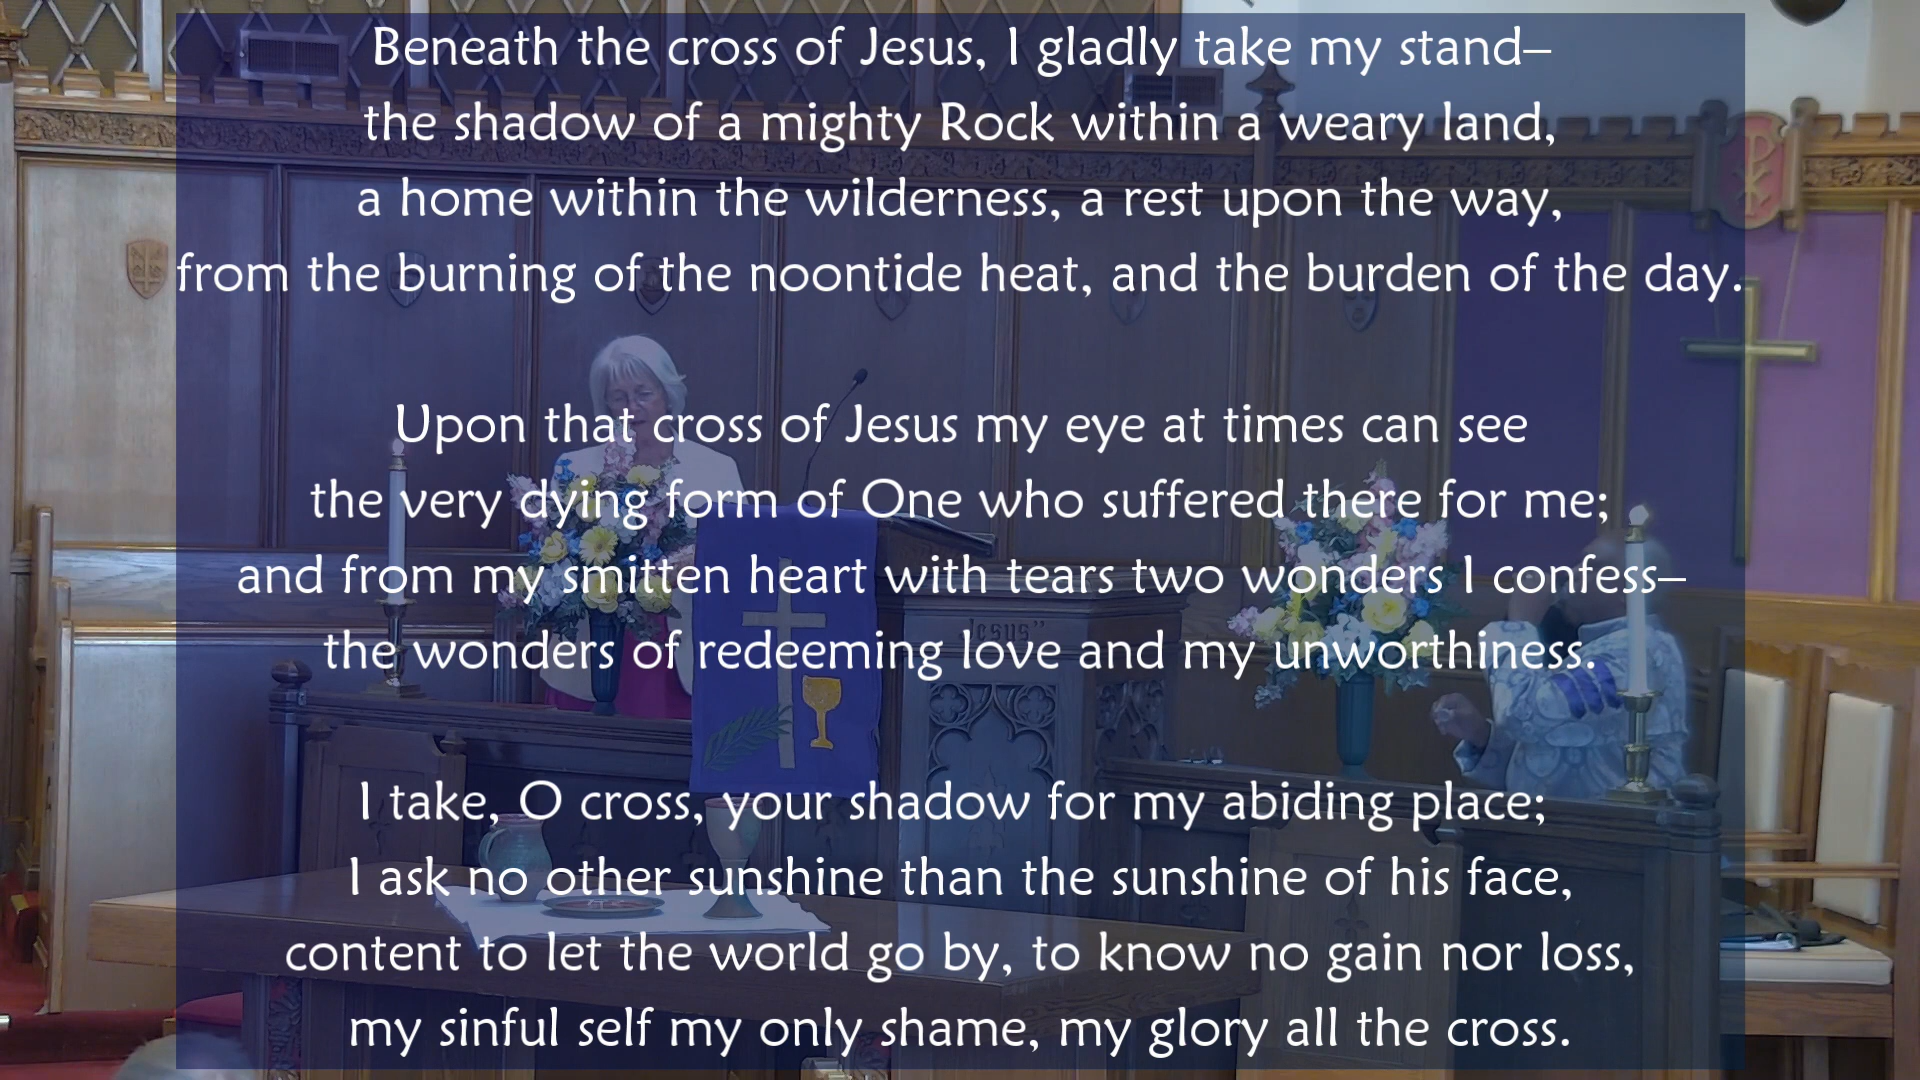 Beneath the cross of Jesus, I gladly take my stand–
the shadow of a mighty Rock within a weary land,
a home within the wilderness, a rest upon the way,
from the burning of the noontide heat, and the burden of the day.
Upon that cross of Jesus my eye at times can see
the very dying form of One who suffered there for me;
and from my smitten heart with tears two wonders I confess–
the wonders of redeeming love and my unworthiness.
Jesus”
I take, O cross, your shadow for my abiding place;
I ask no other sunshine than the sunshine of his face,
content to let the world go by, to know no gain nor loss,
my sinful self my only shame, my glory all the cross.